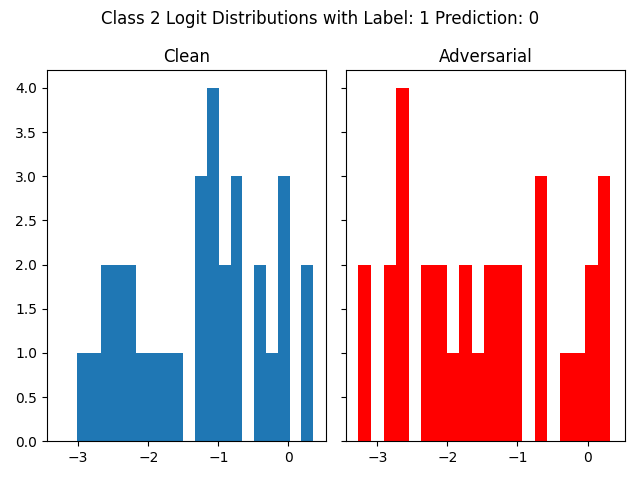 Class 2 Logit Distributions with Label: 1 Prediction: 0
Clean
Adversarial
4.0
3.5
3.0
2.5
2.0
1.5
1.0
0.5
0.0
−3 −2 −1 0
−3 −2 −1 0